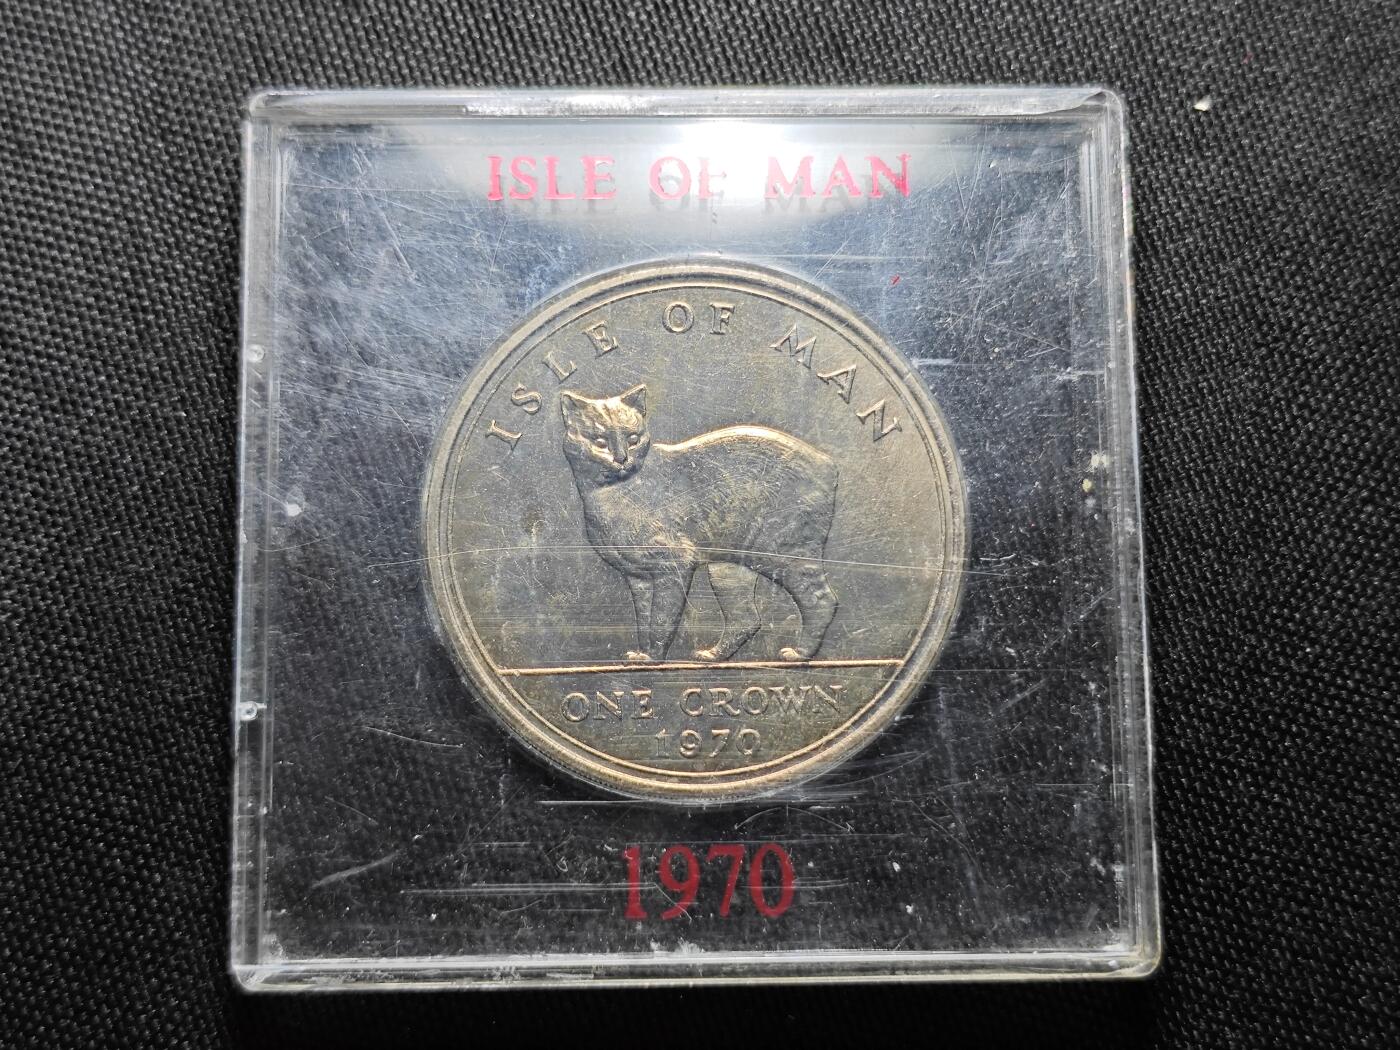 ISLE OF MAN
ISLE OF MAN
ONE CROWN
1970
1970